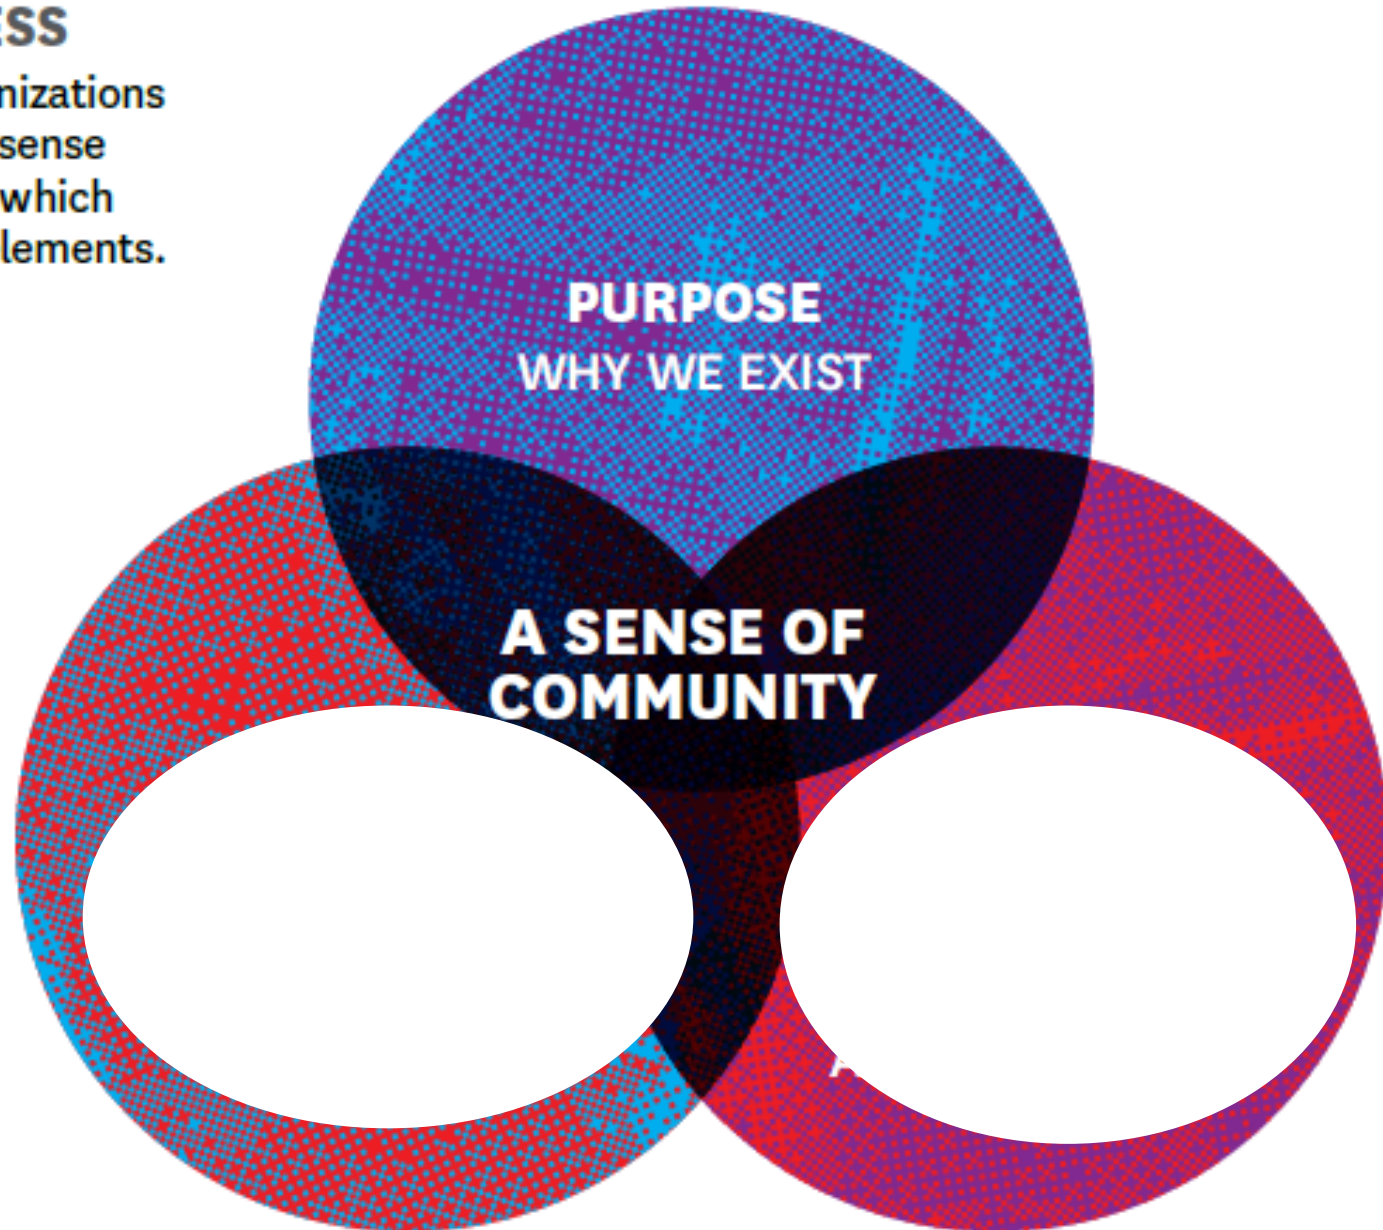 ESS
nizations
sense
which
lements.
PURPOSE
WHY WE EXIST
A SENSE OF
COMMUNITY